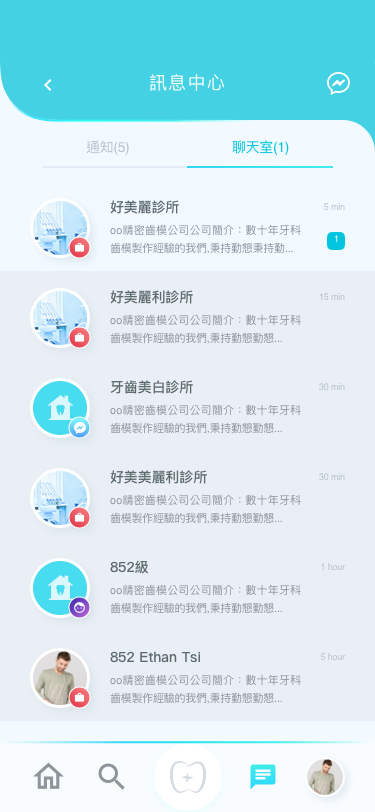 訊息中心
通知(5)
聊天室(1)
好美麗診所
5 min
oo精密齒模公司公司簡介：數十年牙科
齒模製作經驗的我們,秉持勤懇秉持勤...
1
好美麗利診所
15 min
oo精密齒模公司公司簡介：數十年牙科
齒模製作經驗的我們,秉持勤懇勤懇...
牙齒美白診所
30 min
oo精密齒模公司公司簡介：數十年牙科
齒模製作經驗的我們,秉持勤懇勤懇...
好美美麗利診所
30 min
oo精密齒模公司公司簡介：數十年牙科
齒模製作經驗的我們,秉持勤懇勤懇...
852級
1 hour
oo精密齒模公司公司簡介：數十年牙科
齒模製作經驗的我們,秉持勤懇勤懇...
852 Ethan Tsi
5 hour
oo精密齒模公司公司簡介：數十年牙科
齒模製作經驗的我們,秉持勤懇勤懇...